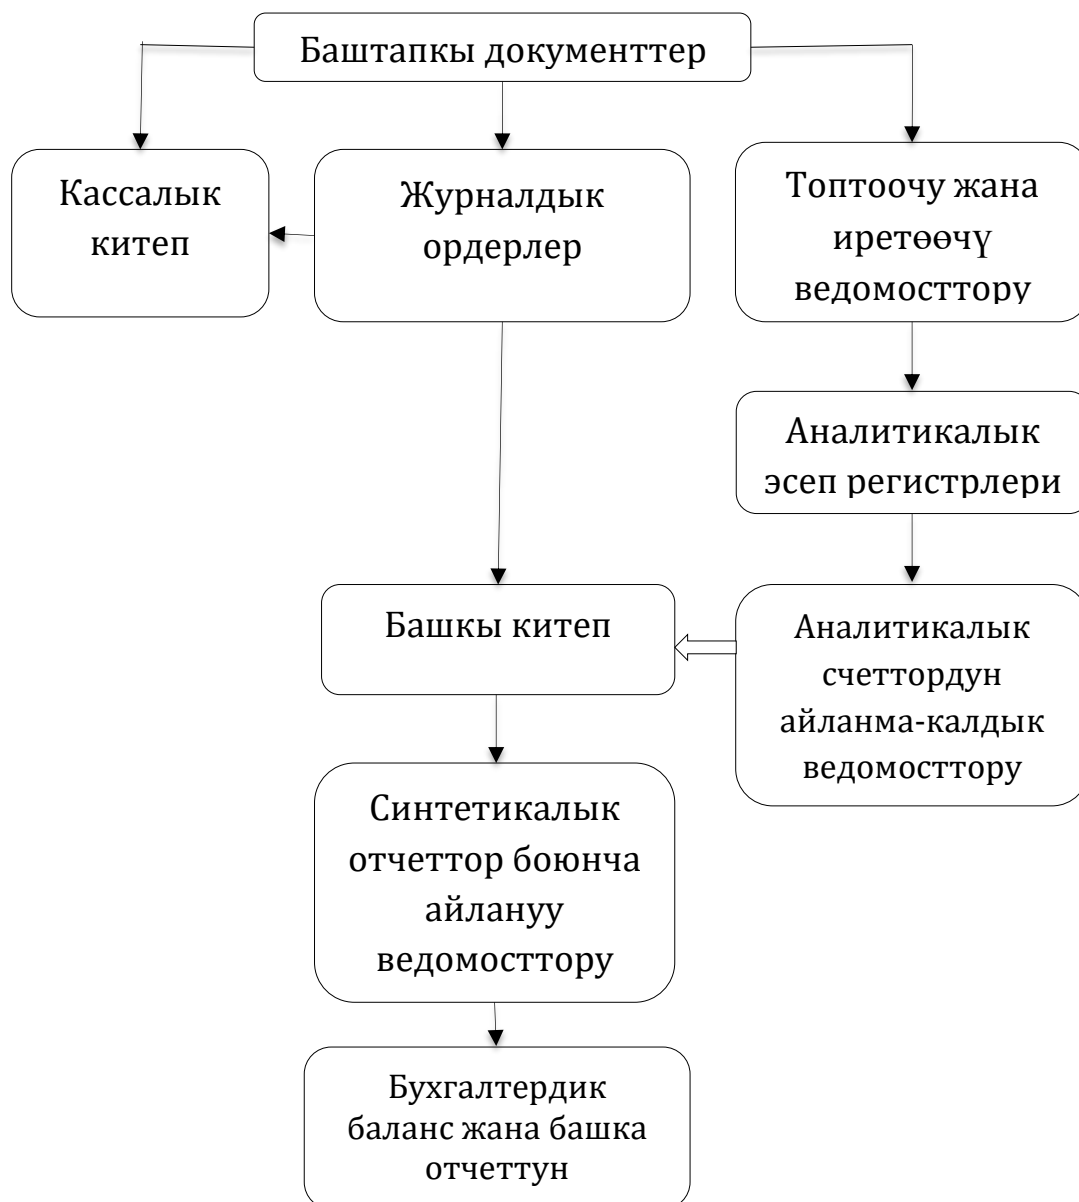 Баштапкы документтер
Кассалык
китеп
Журналдык
ордерлер
Топтоочу жана
иретөөчү
ведомосттору
Аналитикалык
эсеп регистрлери
Башкы китеп
Аналитикалык
счеттордун
айланма-калдык
ведомосттору
Синтетикалык
отчеттор боюнча
айлануу
ведомосттору
Бухгалтердик
баланс жана башка
отчеттун